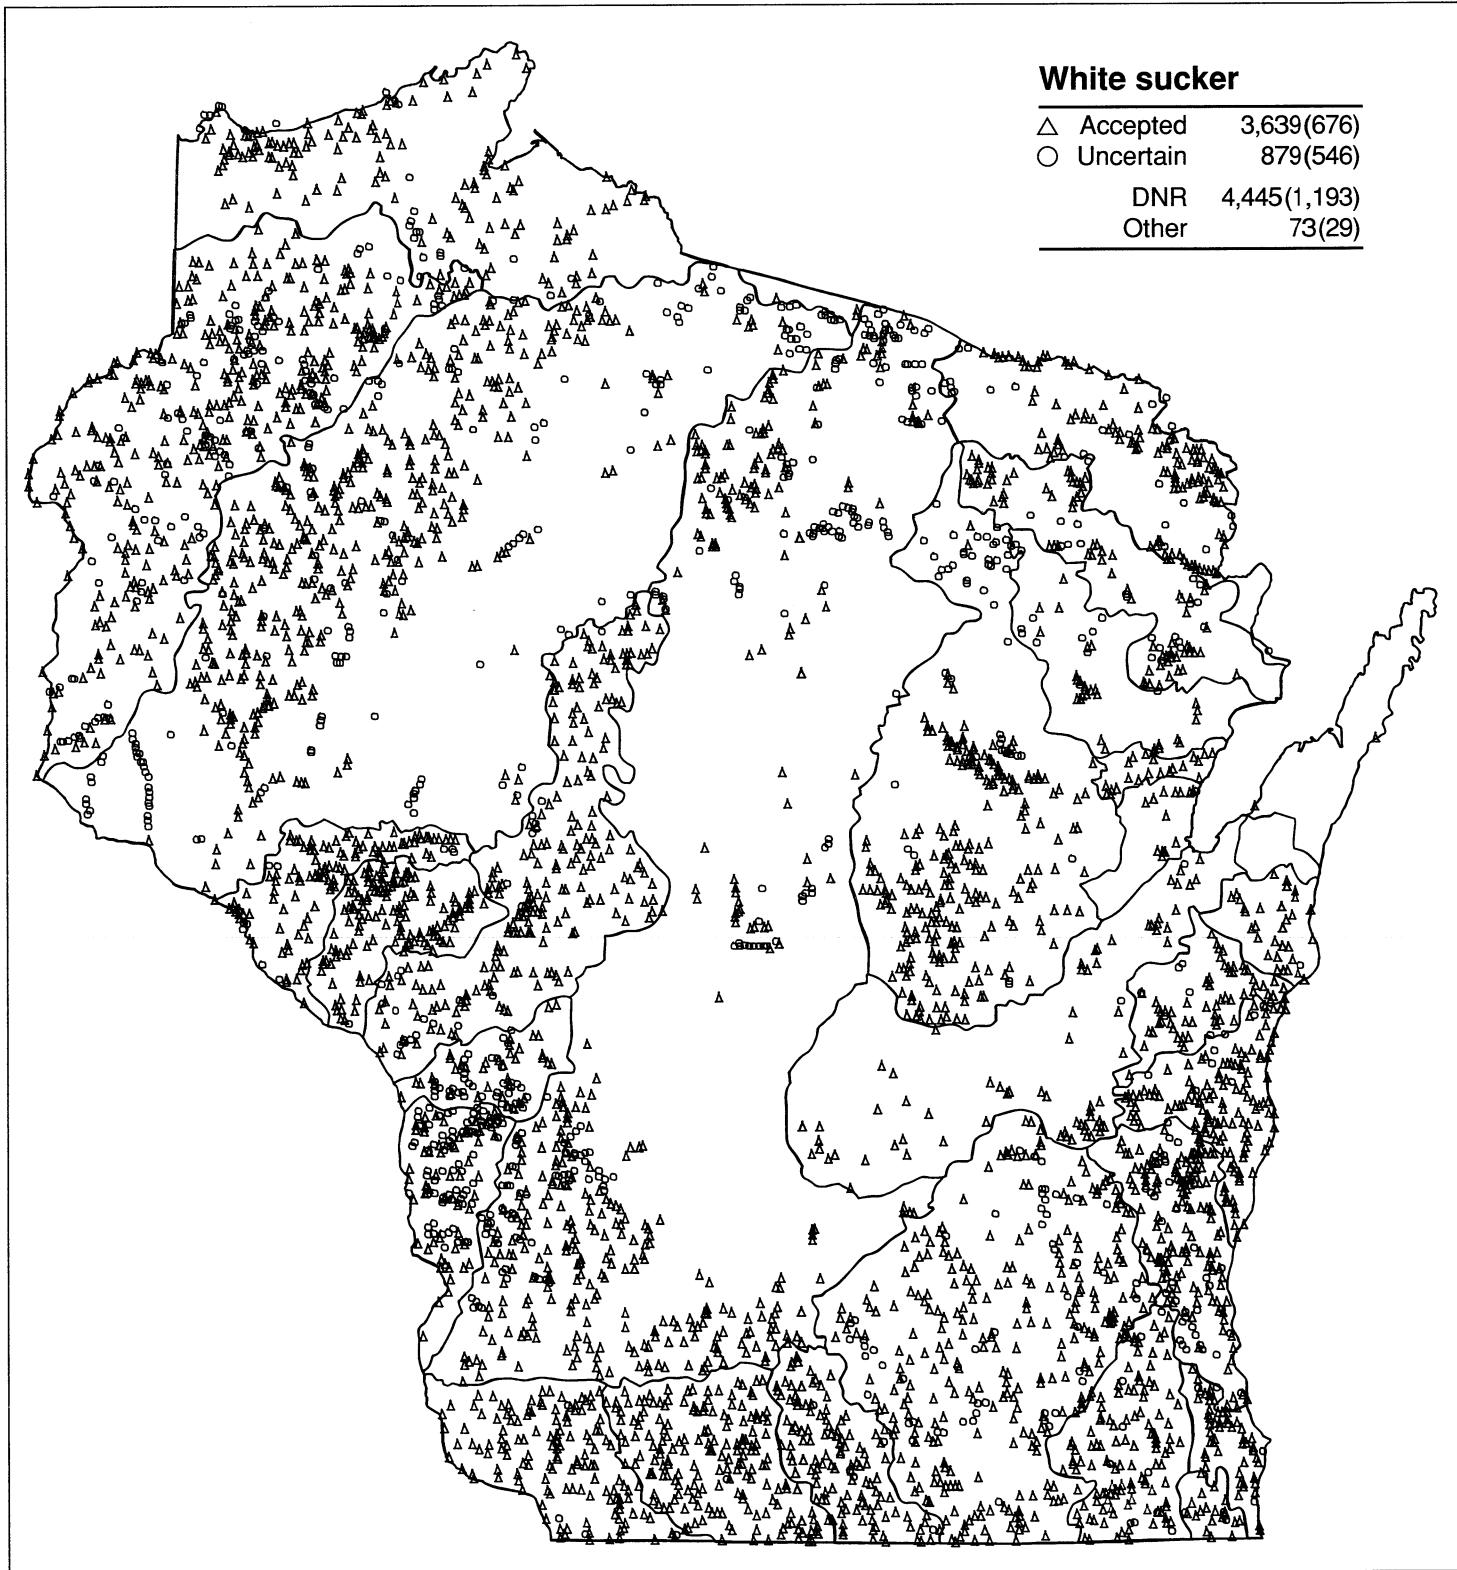 White sucker
△ Accepted 3,639(676)
○ Uncertain 879(546)
DNR 4,445(1,193)
Other 73(29)